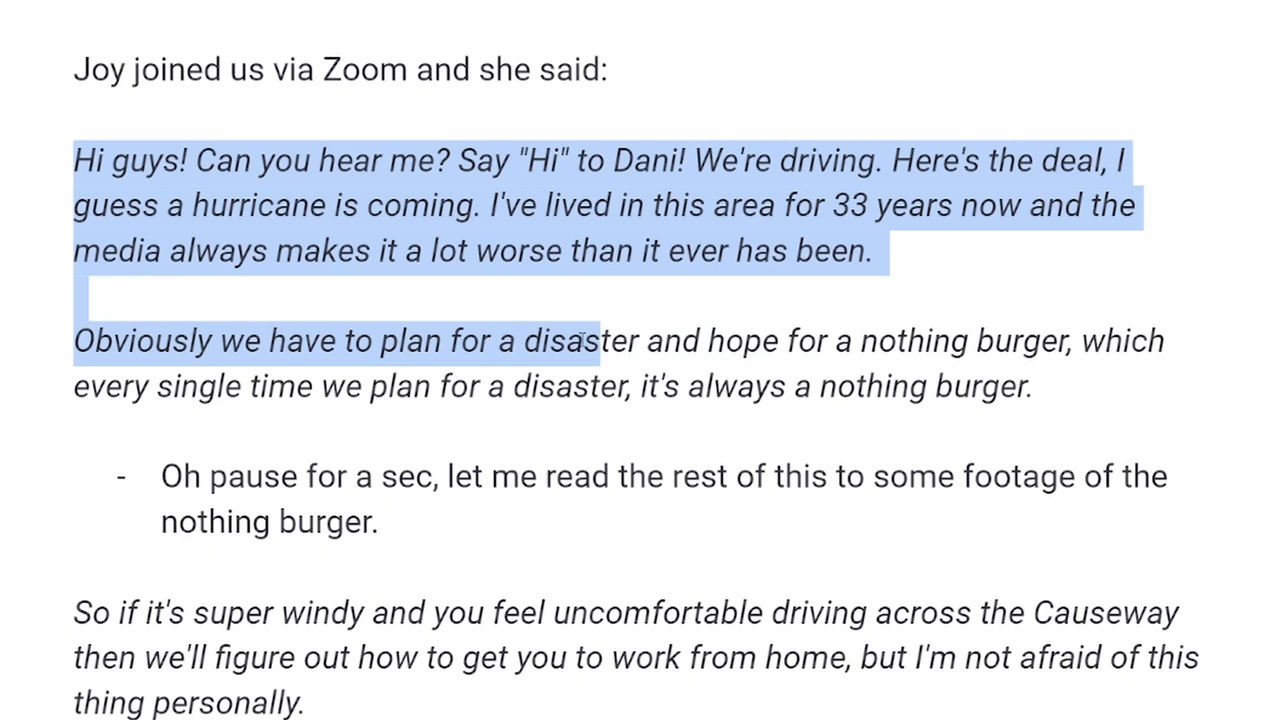 Joy joined us via Zoom and she said:
Hi guys! Can you hear me? Say "Hi" to Dani! We're driving. Here's the deal, I
guess a hurricane is coming. I've lived in this area for 33 years now and the
media always makes it a lot worse than it ever has been.
Obviously we have to plan for a disaster and hope for a nothing burger, which
every single time we plan for a disaster, it's always a nothing burger.
- Oh pause for a sec, let me read the rest of this to some footage of the
nothing burger.
So if it's super windy and you feel uncomfortable driving across the Causeway
then we'll figure out how to get you to work from home, but I'm not afraid of this
thing personally.